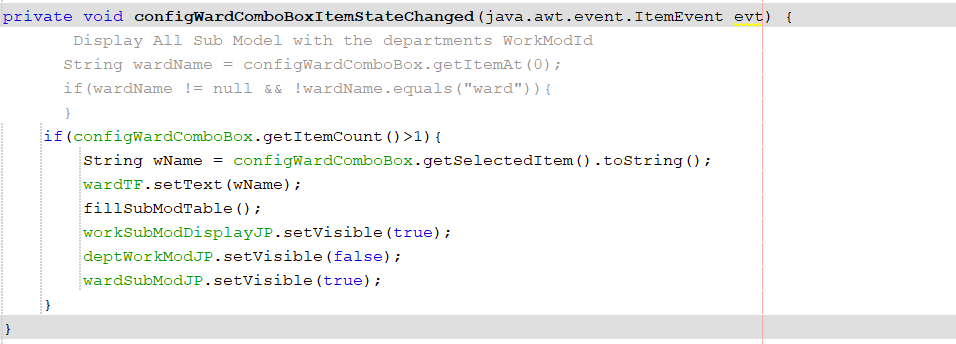 private void configWardComboBoxItemStateChanged(java.awt.event.ItemEvent evt) {
Display All Sub Model with the departments WorkModId
String wardName = configWardComboBox.getItemAt(0);
if(wardName != null && !wardName.equals("ward")){
}
if(configWardComboBox.getItemCount()>1){
String wName = configWardComboBox.getSelectedItem().toString();
wardTF.setText(wName);
fillSubModTable();
workSubModDisplayJP.setVisible(true);
deptWorkModJP.setVisible(false);
wardSubModJP.setVisible(true);
}
}